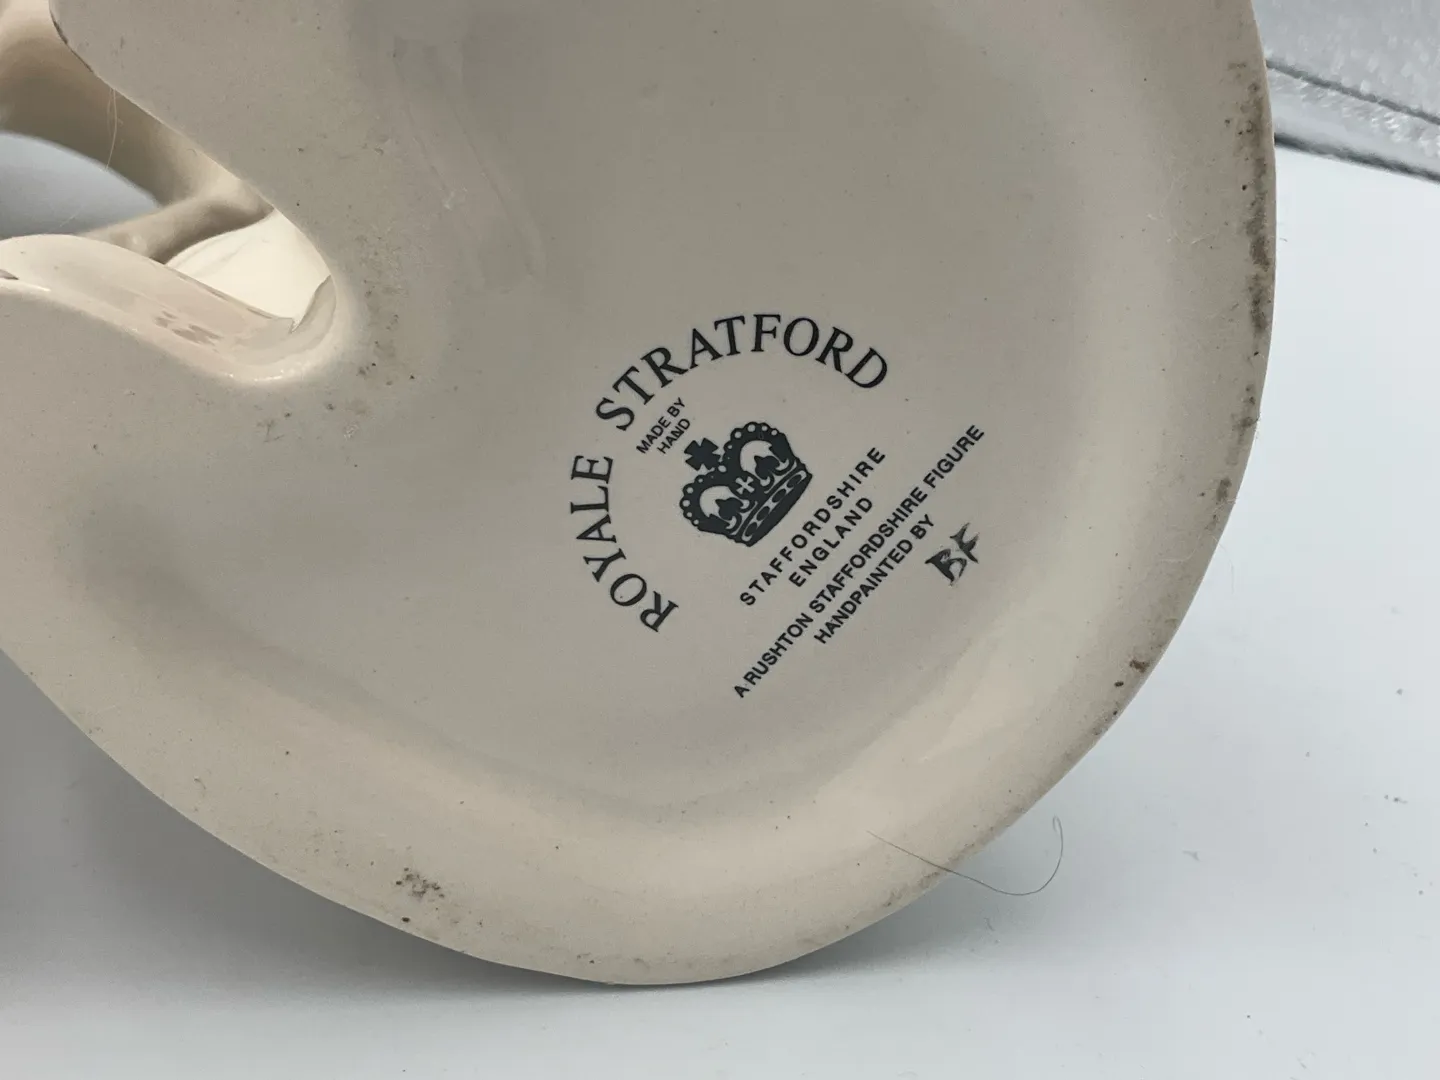 ROYALE STRATFORD
MADE BY
HAND
STAFFORDSHIRE
ENGLAND
A RUSHTON STAFFORDSHIRE FIGURE
HANDPAINTED BY
BF